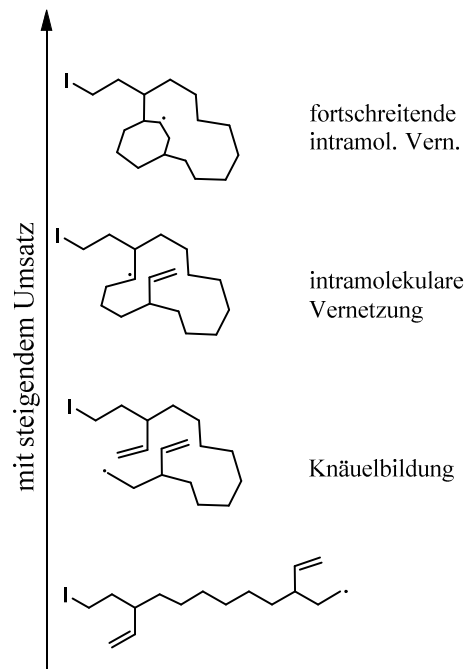 I
fortschreitende
intramol. Vern.
I
intramolekulare
Vernetzung
I
Knäuelbildung
I
mit steigendem Umsatz